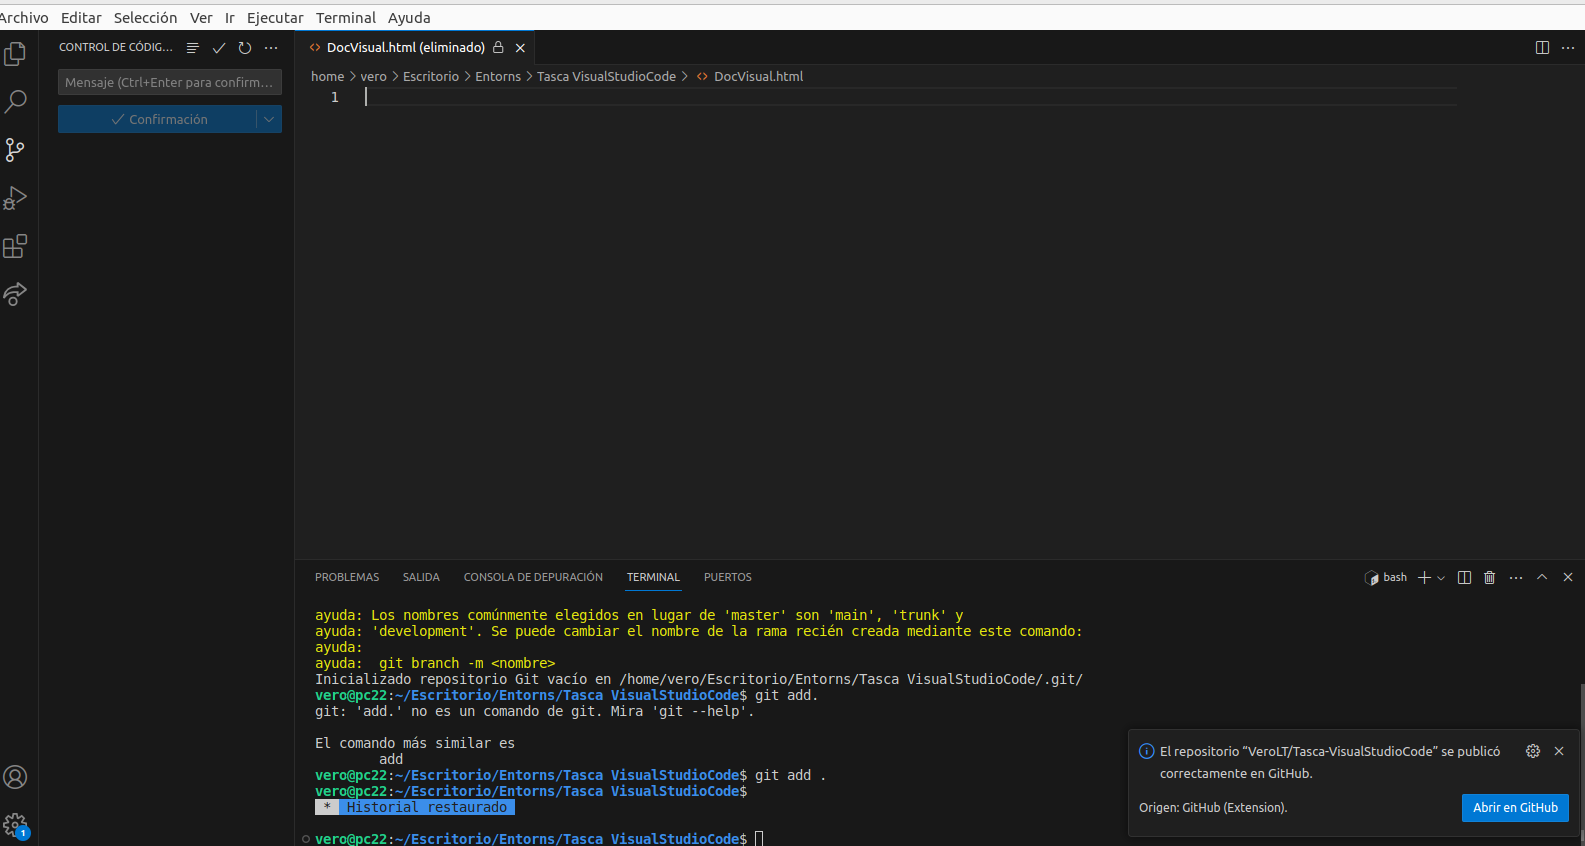 Archivo Editar Selección Ver Ir Ejecutar Terminal Ayuda
CONTROL DE CÓDIG...
DocVisual.html (eliminado)
Mensaje (Ctrl+Enter para confirm...
home > vero > Escritorio > Entorns > Tasca VisualStudioCode > DocVisual.html
1
Confirmación
PROBLEMAS SALIDA CONSOLA DE DEPURACIÓN TERMINAL PUERTOS
bash
ayuda: Los nombres comúnmente elegidos en lugar de 'master' son 'main', 'trunk' y
ayuda: 'development'. Se puede cambiar el nombre de la rama recién creada mediante este comando:
ayuda:
ayuda:  git branch -m <nombre>
Inicializado repositorio Git vacío en /home/vero/Escritorio/Entorns/Tasca VisualStudioCode/.git/
vero@pc22:~/Escritorio/Entorns/Tasca VisualStudioCode$ git add.
git: 'add.' no es un comando de git. Mira 'git --help'.
El comando más similar es
add
vero@pc22:~/Escritorio/Entorns/Tasca VisualStudioCode$ git add .
vero@pc22:~/Escritorio/Entorns/Tasca VisualStudioCode$
* Historial restaurado
vero@pc22:~/Escritorio/Entorns/Tasca VisualStudioCode$
El repositorio “VeroLT/Tasca-VisualStudioCode” se publicó
correctamente en GitHub.
Origen: GitHub (Extension).
Abrir en GitHub
1